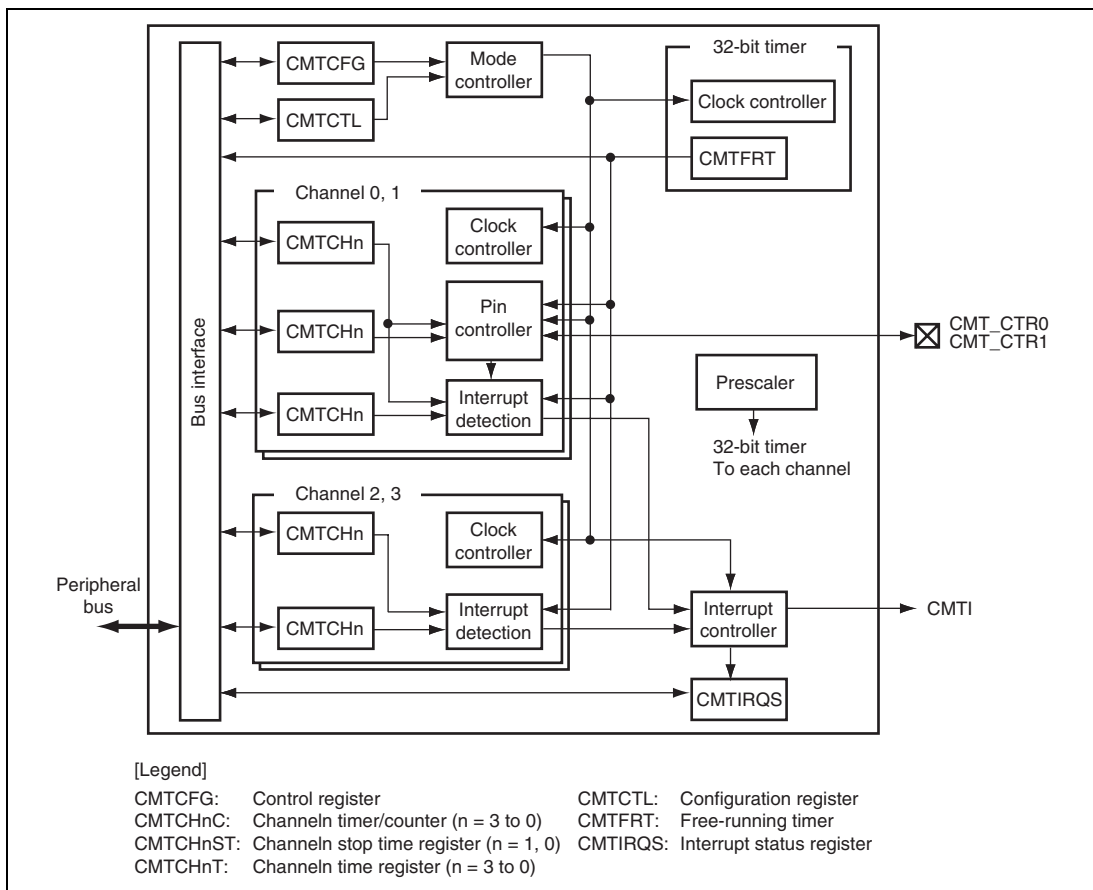 32-bit timer
CMTCFG
Mode
controller
Clock controller
CMTCTL
CMTFRT
Channel 0, 1
CMTCHn
Clock
controller
Bus interface
CMTCHn
Pin
controller
CMT_CTR0
CMT_CTR1
CMTCHn
Interrupt
detection
Prescaler
32-bit timer
To each channel
Channel 2, 3
CMTCHn
Clock
controller
Peripheral
bus
CMTCHn
Interrupt
detection
Interrupt
controller
CMTI
CMTIRQS
[Legend]
CMTCFG: Control register
CMTCHnC: Channeln timer/counter (n = 3 to 0)
CMTCHnST: Channeln stop time register (n = 1, 0)
CMTCHnT: Channeln time register (n = 3 to 0)
CMTCTL: Configuration register
CMTFRT: Free-running timer
CMTIRQS: Interrupt status register